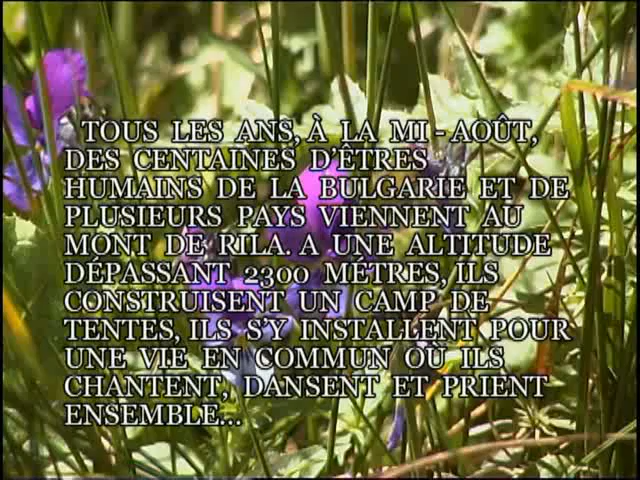 TOUS LES ANS, À LA MI - AOÛT,
DES CENTAINES D'ÊTRES
HUMAINS DE LA BULGARIE ET DE
PLUSIEURS PAYS VIENNENT AU
MONT DE RILA. A UNE ALTITUDE
DÉPASSANT 2300 MÉTRES, ILS
CONSTRUISENT UN CAMP DE
TENTES, ILS S'Y INSTALLENT POUR
UNE VIE EN COMMUN OÙ ILS
CHANTENT, DANSENT ET PRIENT
ENSEMBLE...